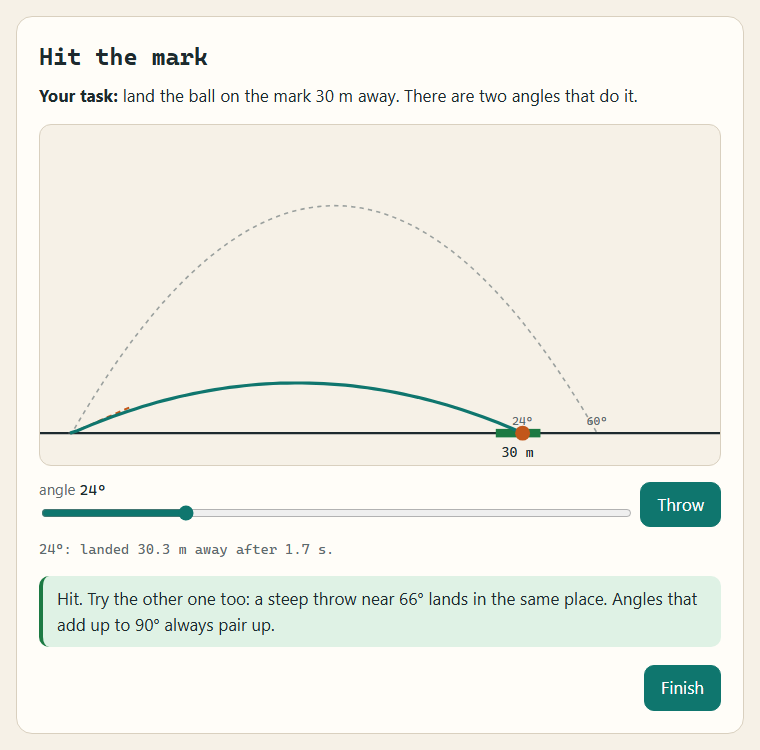 Hit the mark
Your task: land the ball on the mark 30 m away. There are two angles that do it.
24° 60°
30 m
angle 24°
Throw
24°: landed 30.3 m away after 1.7 s.
Hit. Try the other one too: a steep throw near 66° lands in the same place. Angles that
add up to 90° always pair up.
Finish